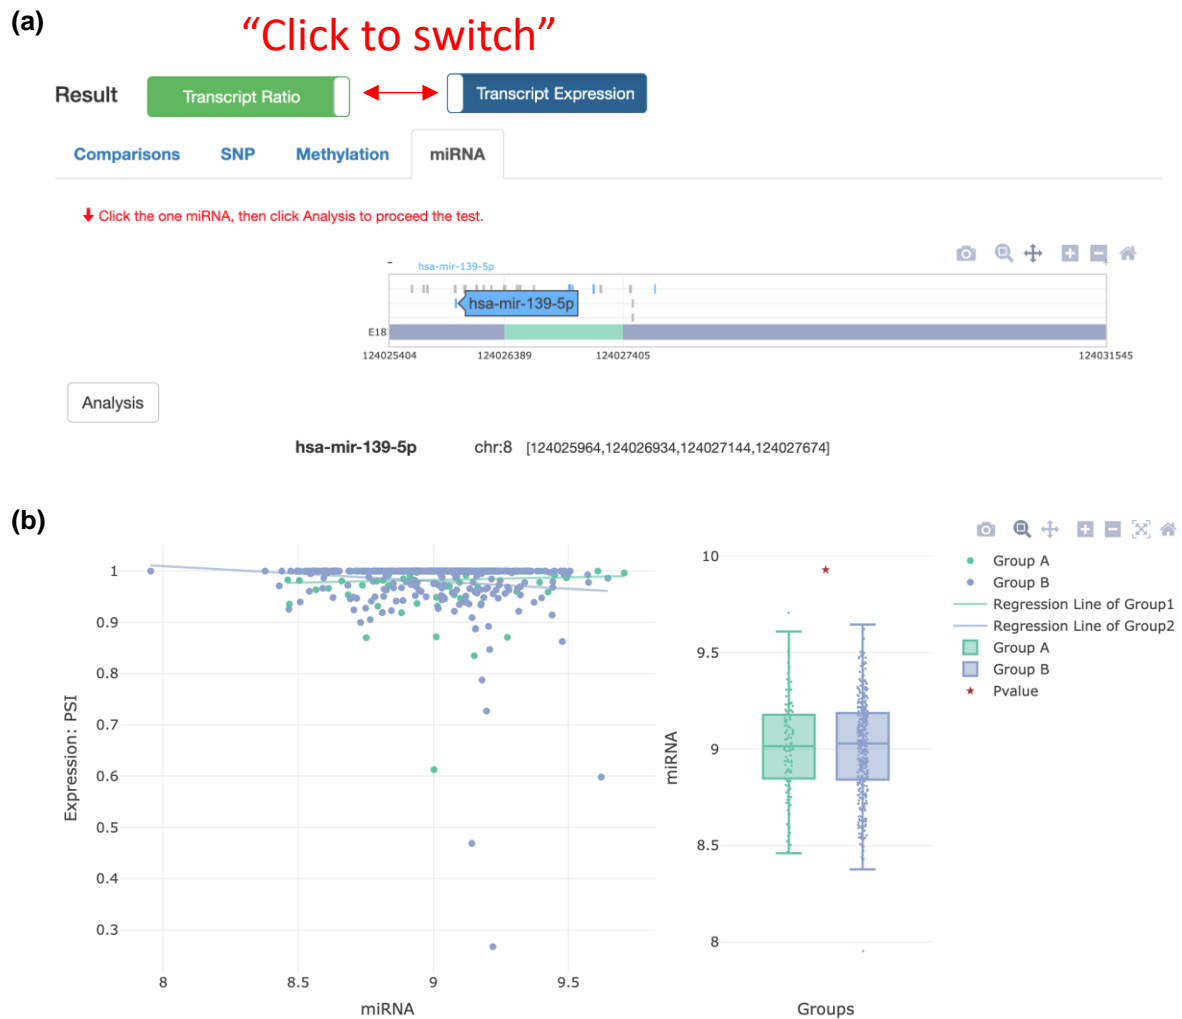 (a)
“Click to switch”
Result
Transcript Ratio
Transcript Expression
Comparisons
SNP
Methylation
miRNA
Click the one miRNA, then click Analysis to proceed the test.
hsa-mir-139-5p
hsa-mir-139-5p
E18
124025404
124026389
124027405
124031545
Analysis
hsa-mir-139-5p chr:8 [124025964,124026934,124027144,124027674]
(b)
1
0.9
0.8
0.7
0.6
0.5
0.4
0.3
Expression: PSI
8
8.5
9
9.5
miRNA
10
9.5
9
8.5
8
miRNA
Groups
Group A
Group B
Regression Line of Group1
Regression Line of Group2
Group A
Group B
Pvalue